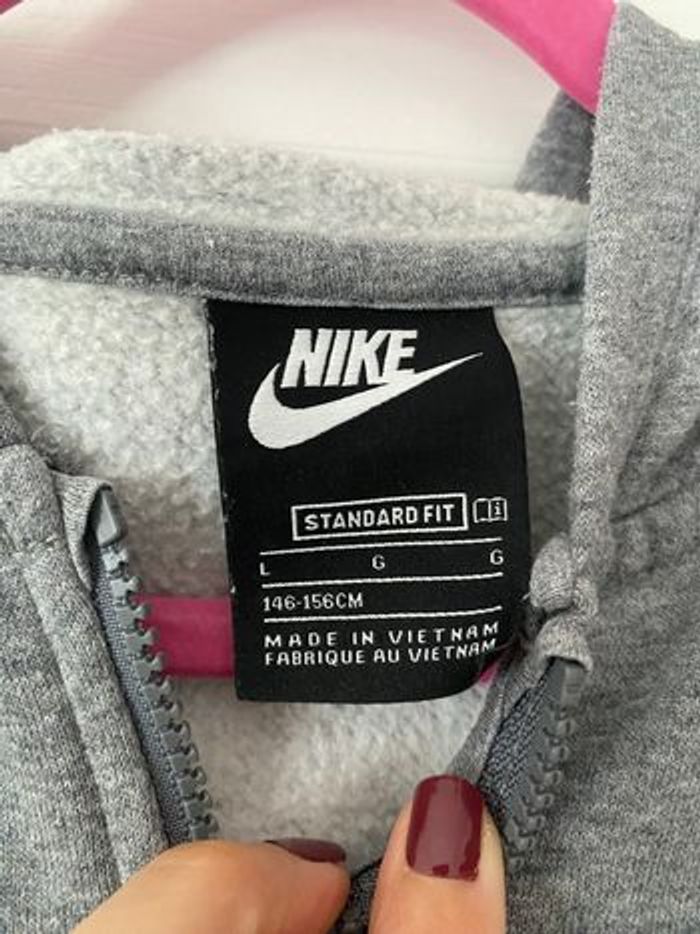 NIKE
STANDARD FIT
L G G
146-156CM
MADE IN VIETNAM
FABRIQUE AU VIETNAM